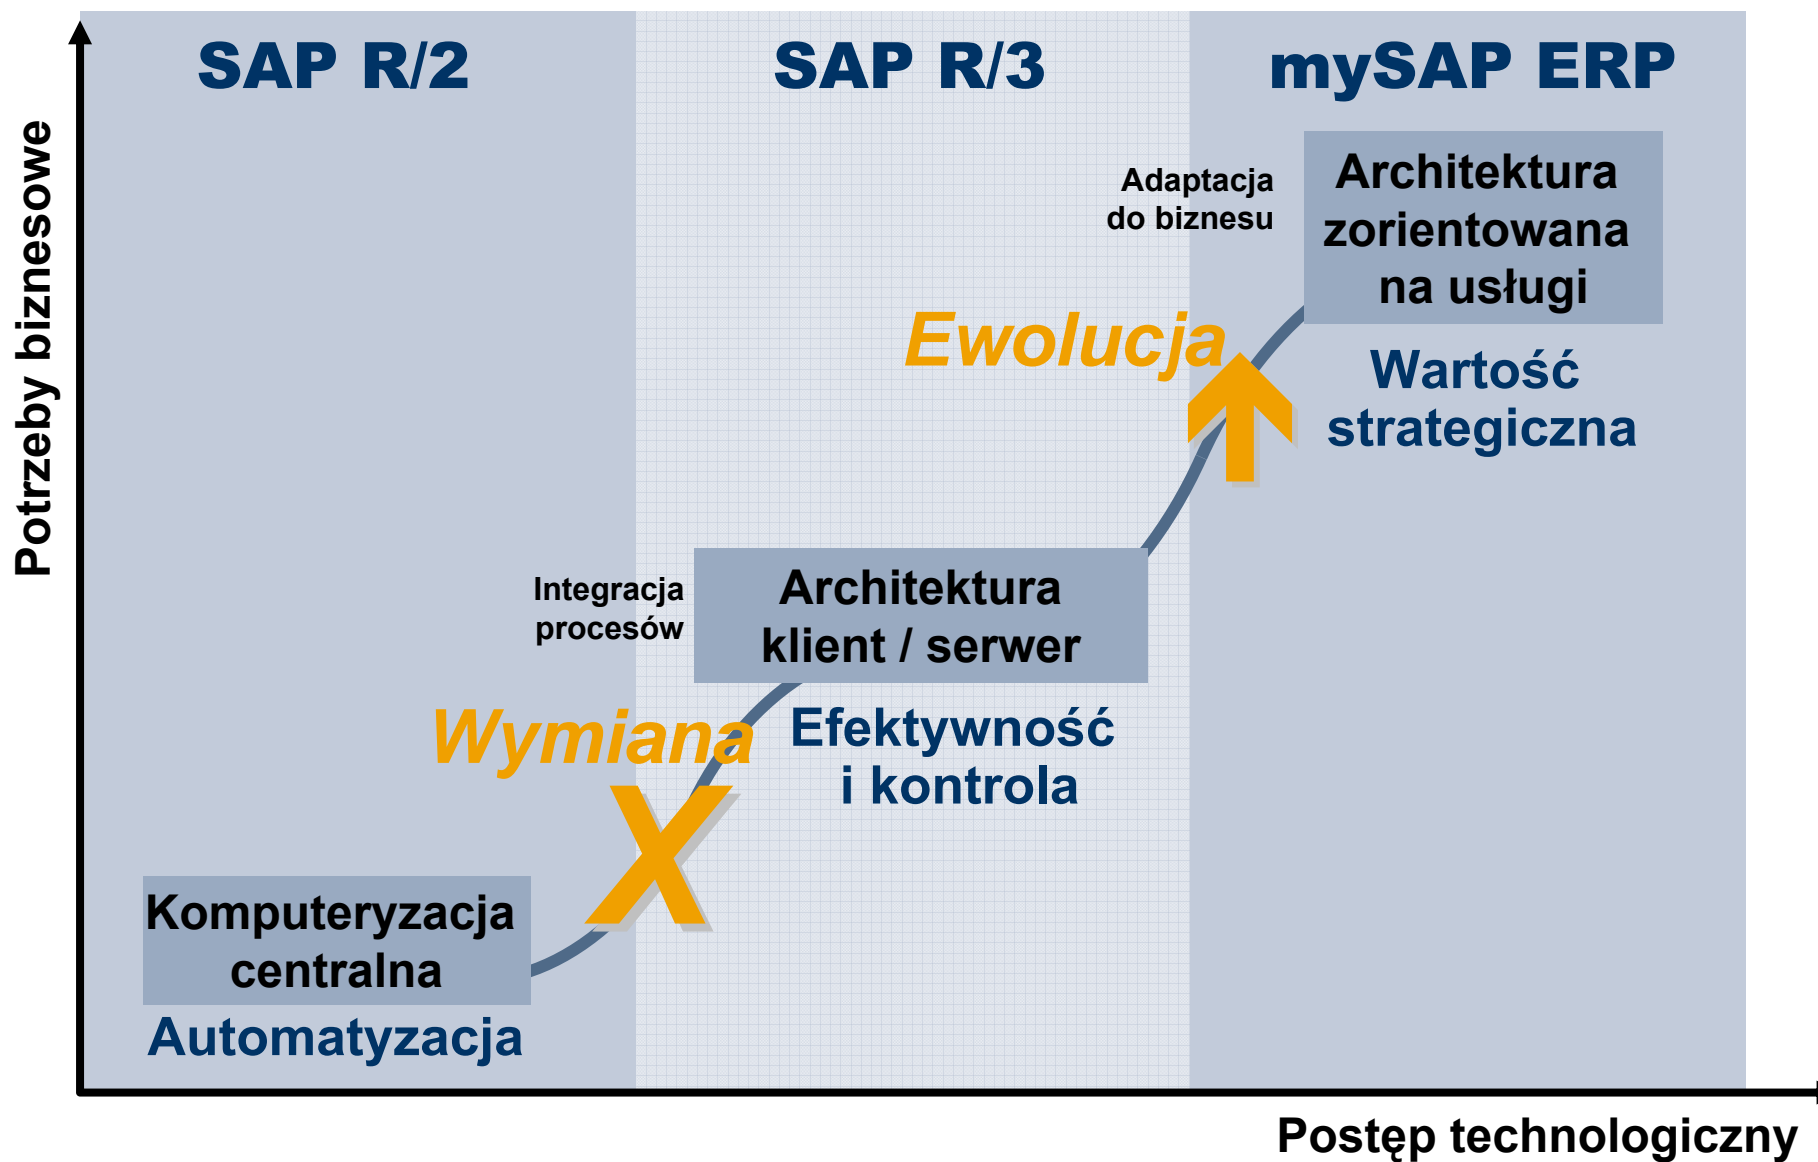 SAP R/2
SAP R/3
mySAP ERP
Potrzeby biznesowe
Adaptacja
do biznesu
Architektura
zorientowana
na usługi
Ewolucja
Wartość
strategiczna
Integracja
procesów
Architektura
klient / serwer
Wymiana
X
Efektywność
i kontrola
Komputeryzacja
centralna
Automatyzacja
Postęp technologiczny